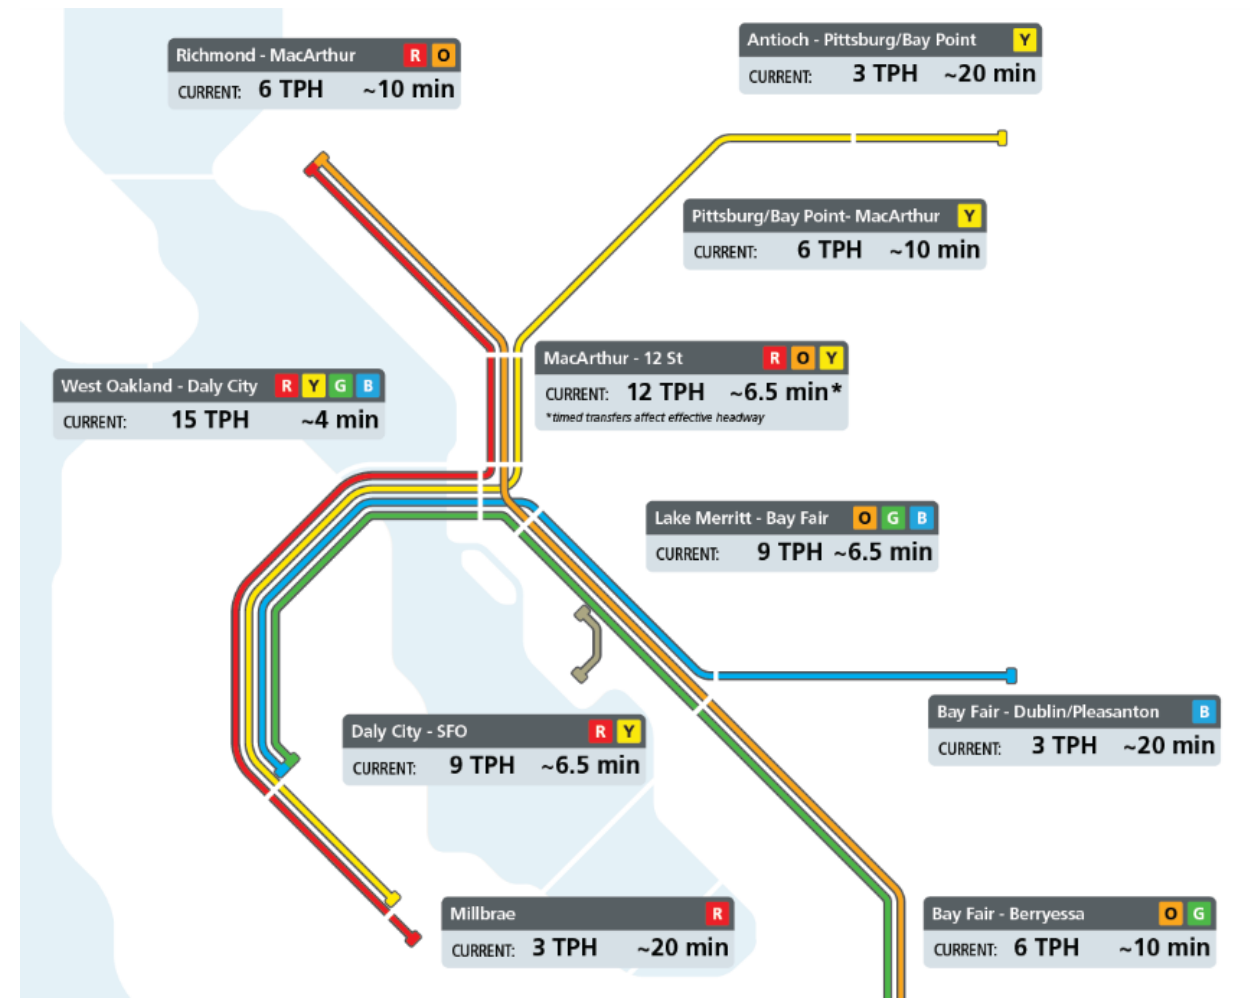 Richmond - MacArthur R O
CURRENT: 6 TPH ~10 min
Antioch - Pittsburg/Bay Point Y
CURRENT: 3 TPH ~20 min
Pittsburg/Bay Point- MacArthur Y
CURRENT: 6 TPH ~10 min
MacArthur - 12 St R O Y
CURRENT: 12 TPH ~6.5 min*
*timed transfers affect effective headway
West Oakland - Daly City R Y G B
CURRENT: 15 TPH ~4 min
Lake Merritt - Bay Fair O G B
CURRENT: 9 TPH ~6.5 min
Bay Fair - Dublin/Pleasanton B
CURRENT: 3 TPH ~20 min
Daly City - SFO R Y
CURRENT: 9 TPH ~6.5 min
Millbrae R
CURRENT: 3 TPH ~20 min
Bay Fair - Berryessa O G
CURRENT: 6 TPH ~10 min